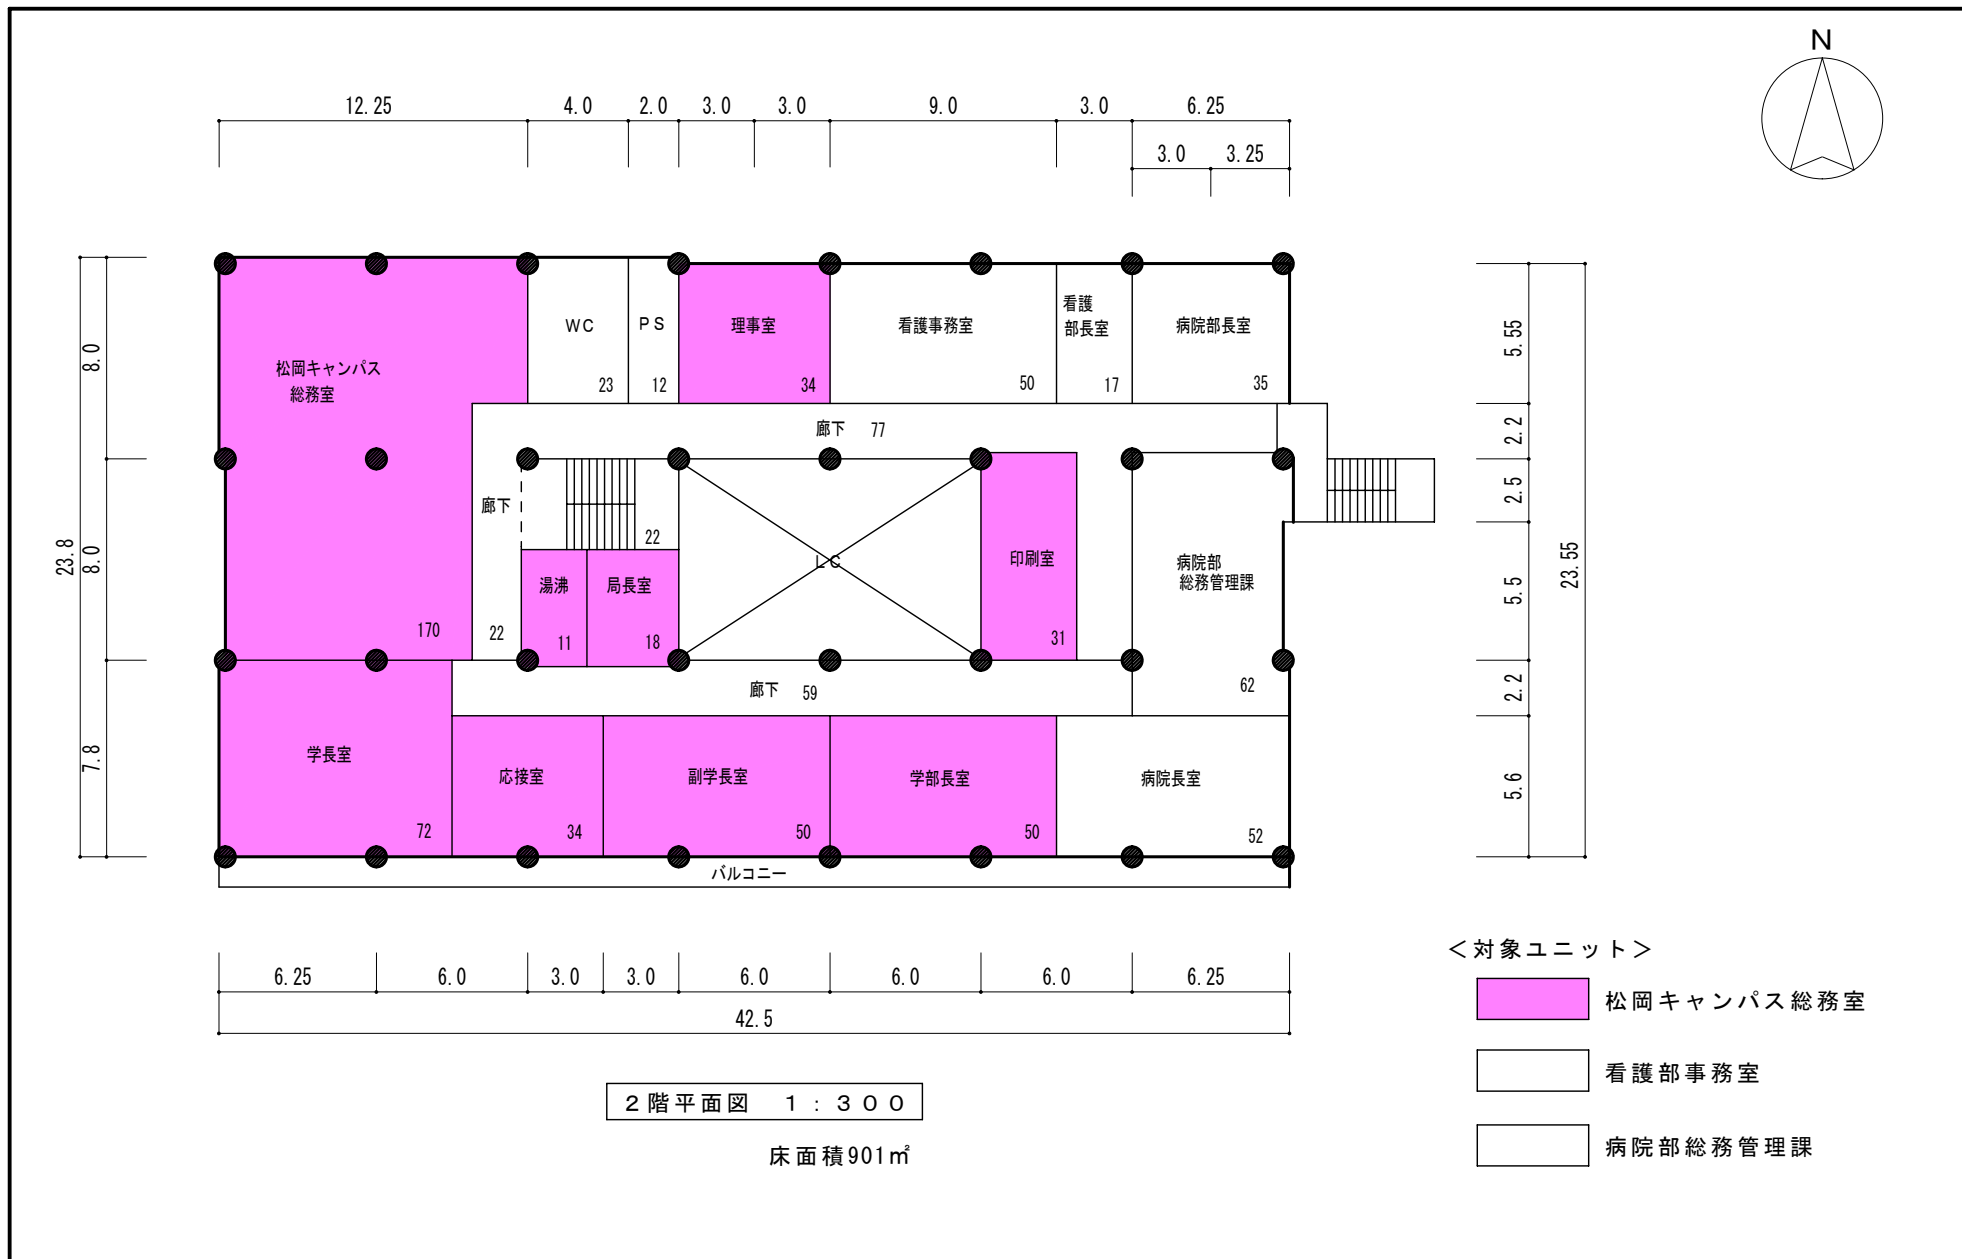 N
12.25 4.0 2.0 3.0 3.0 9.0 3.0 6.25
3.0 3.25
23.8
8.0
8.0
7.8
松岡キャンパス
総務室
170
WC
23
PS
12
理事室
34
看護事務室
50
看護
部長室
17
病院部長室
35
廊下 77
廊下
22
22
湯沸
11
局長室
18
LC
印刷室
31
病院部
総務管理課
62
廊下 59
学長室
72
応接室
34
副学長室
50
学部長室
50
病院長室
52
バルコニー
5.55
2.2
2.5
5.5
2.2
5.6
23.55
6.25 6.0 3.0 3.0 6.0 6.0 6.0 6.25
42.5
2階平面図 1:300
床面積901㎡
<対象ユニット>
松岡キャンパス総務室
看護部事務室
病院部総務管理課